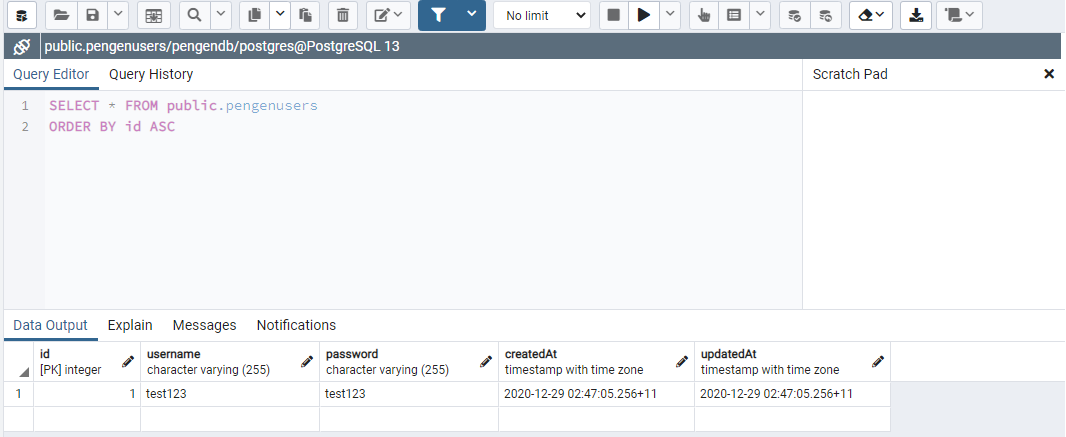 No limit
public.pengenusers/pengendb/postgres@PostgreSQL 13
Query Editor Query History Scratch Pad
1 SELECT * FROM public.pengenusers
2 ORDER BY id ASC
Data Output Explain Messages Notifications
id username password createdAt updatedAt
[PK] integer character varying (255) character varying (255) timestamp with time zone timestamp with time zone
1 1 test123 test123 2020-12-29 02:47:05.256+11 2020-12-29 02:47:05.256+11